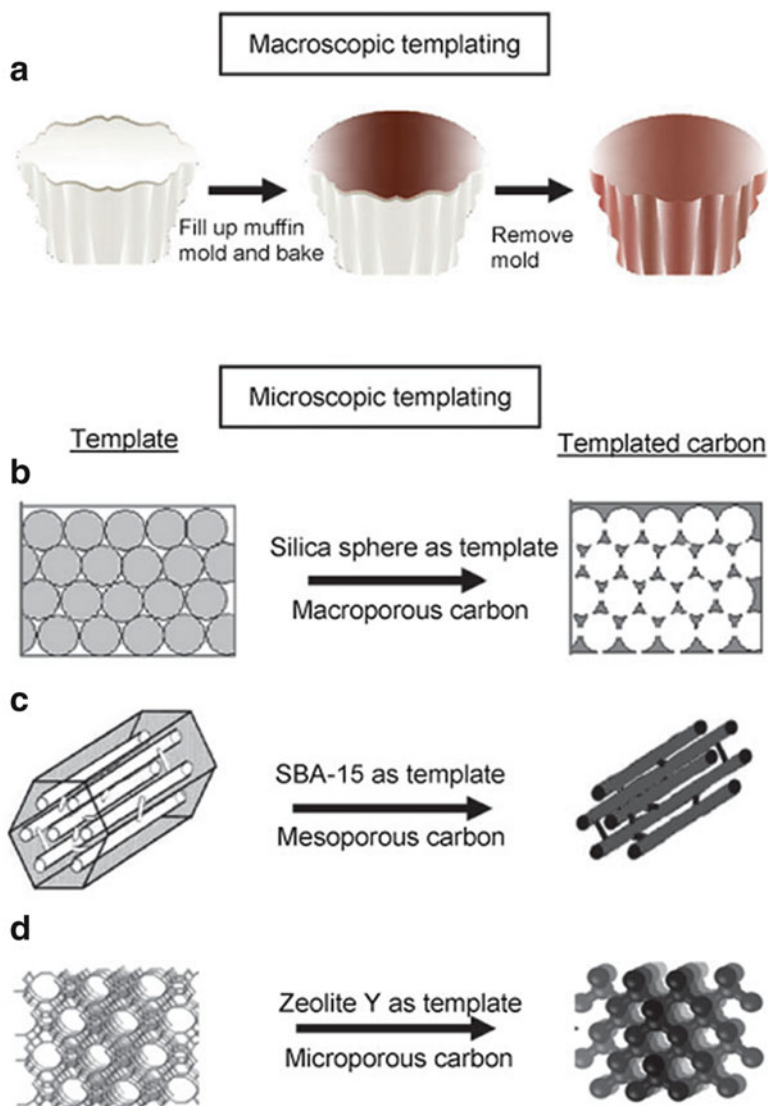 Macroscopic templating
a
Fill up muffin
mold and bake
Remove
mold
Microscopic templating
Template
Templated carbon
b
Silica sphere as template
Macroporous carbon
c
SBA-15 as template
Mesoporous carbon
d
Zeolite Y as template
Microporous carbon